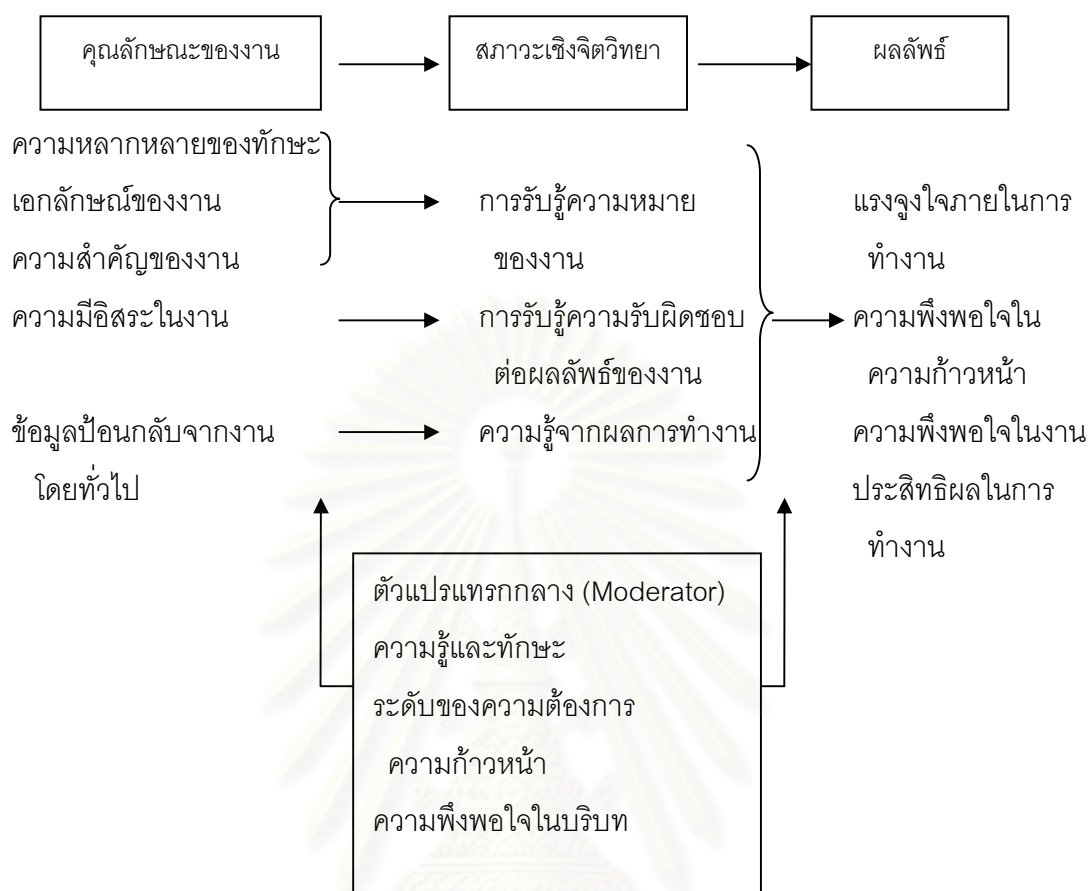 คุณลักษณะของงาน
สภาวะเชิงจิตวิทยา
ผลลัพธ์
ความหลากหลายของทักษะ
เอกลักษณ์ของงาน
ความสำคัญของงาน
ความมีอิสระในงาน
ข้อมูลป้อนกลับจากงาน
โดยทั่วไป
การรับรู้ความหมาย
ของงาน
การรับรู้ความรับผิดชอบ
ต่อผลลัพธ์ของงาน
ความรู้จากผลการทำงาน
แรงจูงใจภายในการ
ทำงาน
ความพึงพอใจใน
ความก้าวหน้า
ความพึงพอใจในงาน
ประสิทธิผลในการ
ทำงาน
ตัวแปรแทรกกลาง (Moderator)
ความรู้และทักษะ
ระดับของความต้องการ
ความก้าวหน้า
ความพึงพอใจในบริบท